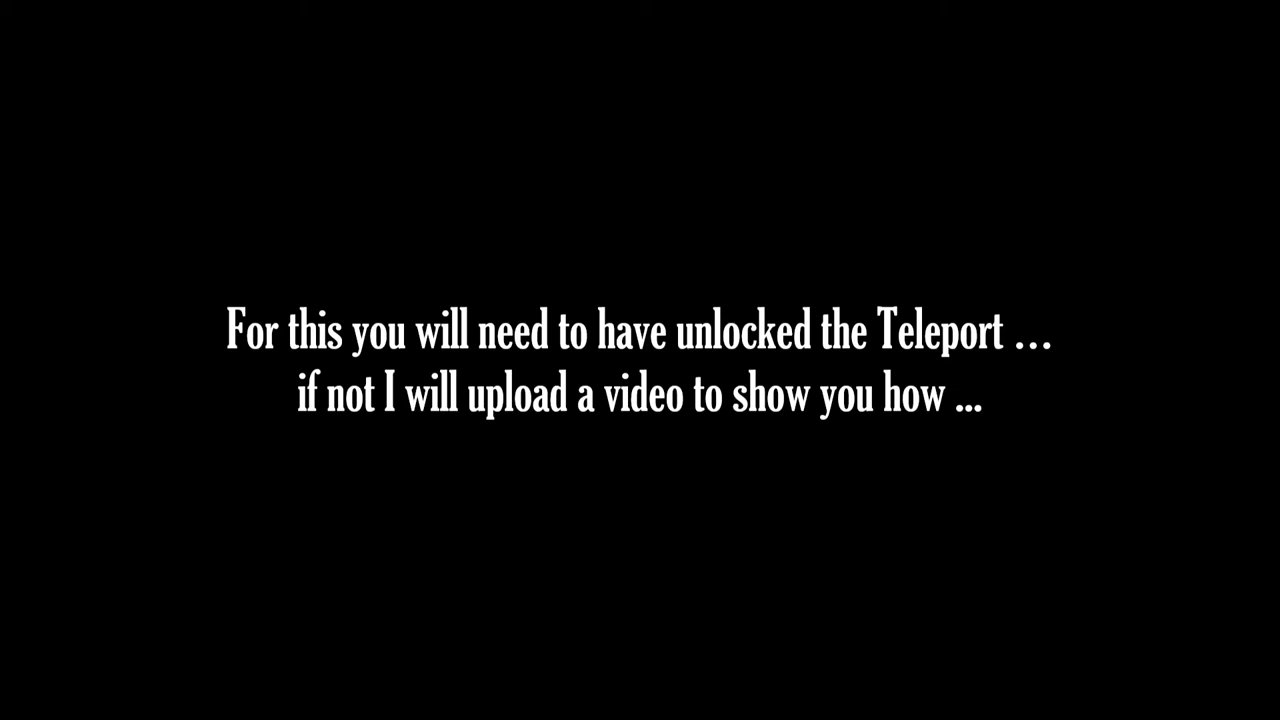 For this you will need to have unlocked the Teleport ...
if not I will upload a video to show you how ...